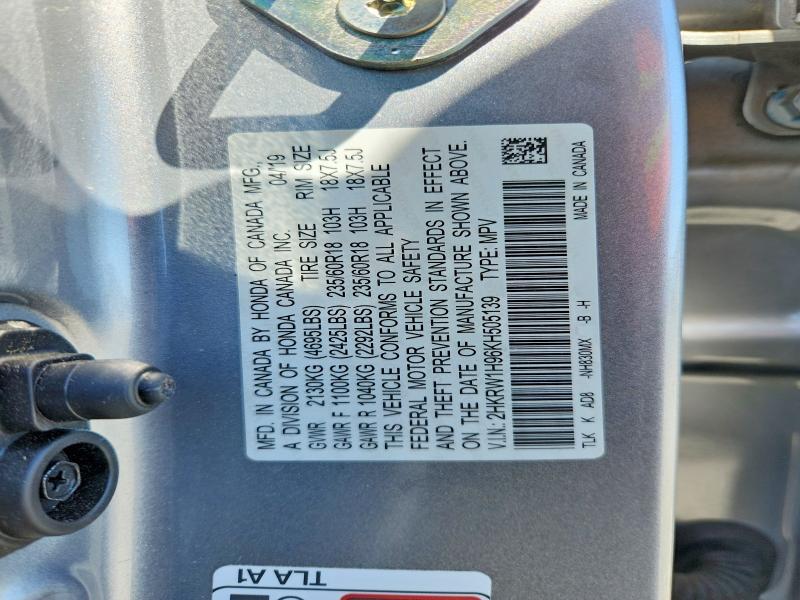 MFD. IN CANADA BY HONDA OF CANADA MFG.,
A DIVISION OF HONDA CANADA INC. 04/19
GVWR 2130KG (4695LBS) TIRE SIZE RIM SIZE
GAWR F 1100KG (2425LBS) 235/60R18 103H 18X7.5J
GAWR R 1040KG (2292LBS) 235/60R18 103H 18X7.5J
THIS VEHICLE CONFORMS TO ALL APPLICABLE
FEDERAL MOTOR VEHICLE SAFETY
AND THEFT PREVENTION STANDARDS IN EFFECT
ON THE DATE OF MANUFACTURE SHOWN ABOVE.
V.I.N.: 2HKRW1H96KH505139 TYPE: MPV
TLK K AD8 -NH830MX -B -H MADE IN CANADA
TLA A1